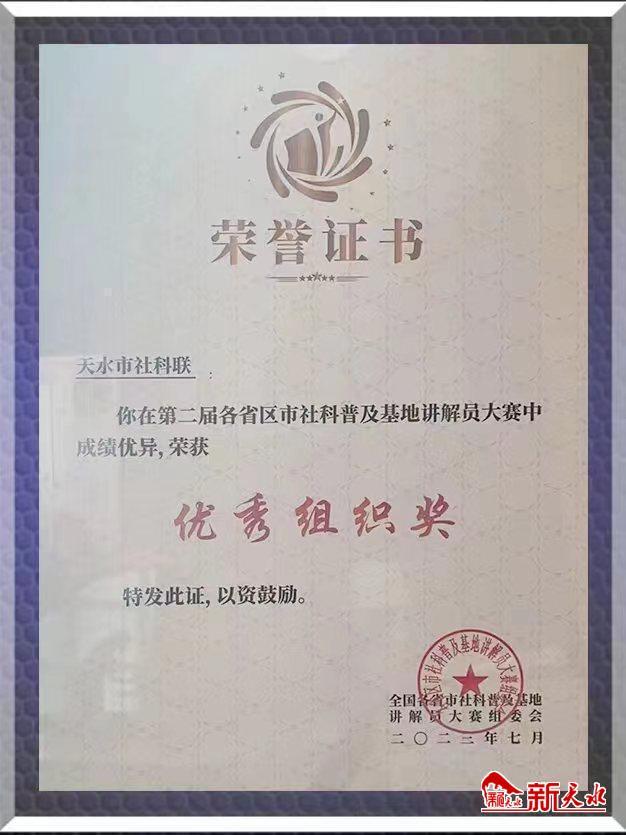 荣誉证书
天水市社科联：
你在第二届各省区市社科普及基地讲解员大赛中
成绩优异,荣获
优秀组织奖
特发此证,以资鼓励。
全国各省市社科普及基地
讲解员大赛组委会
二〇二三年七月
新天水